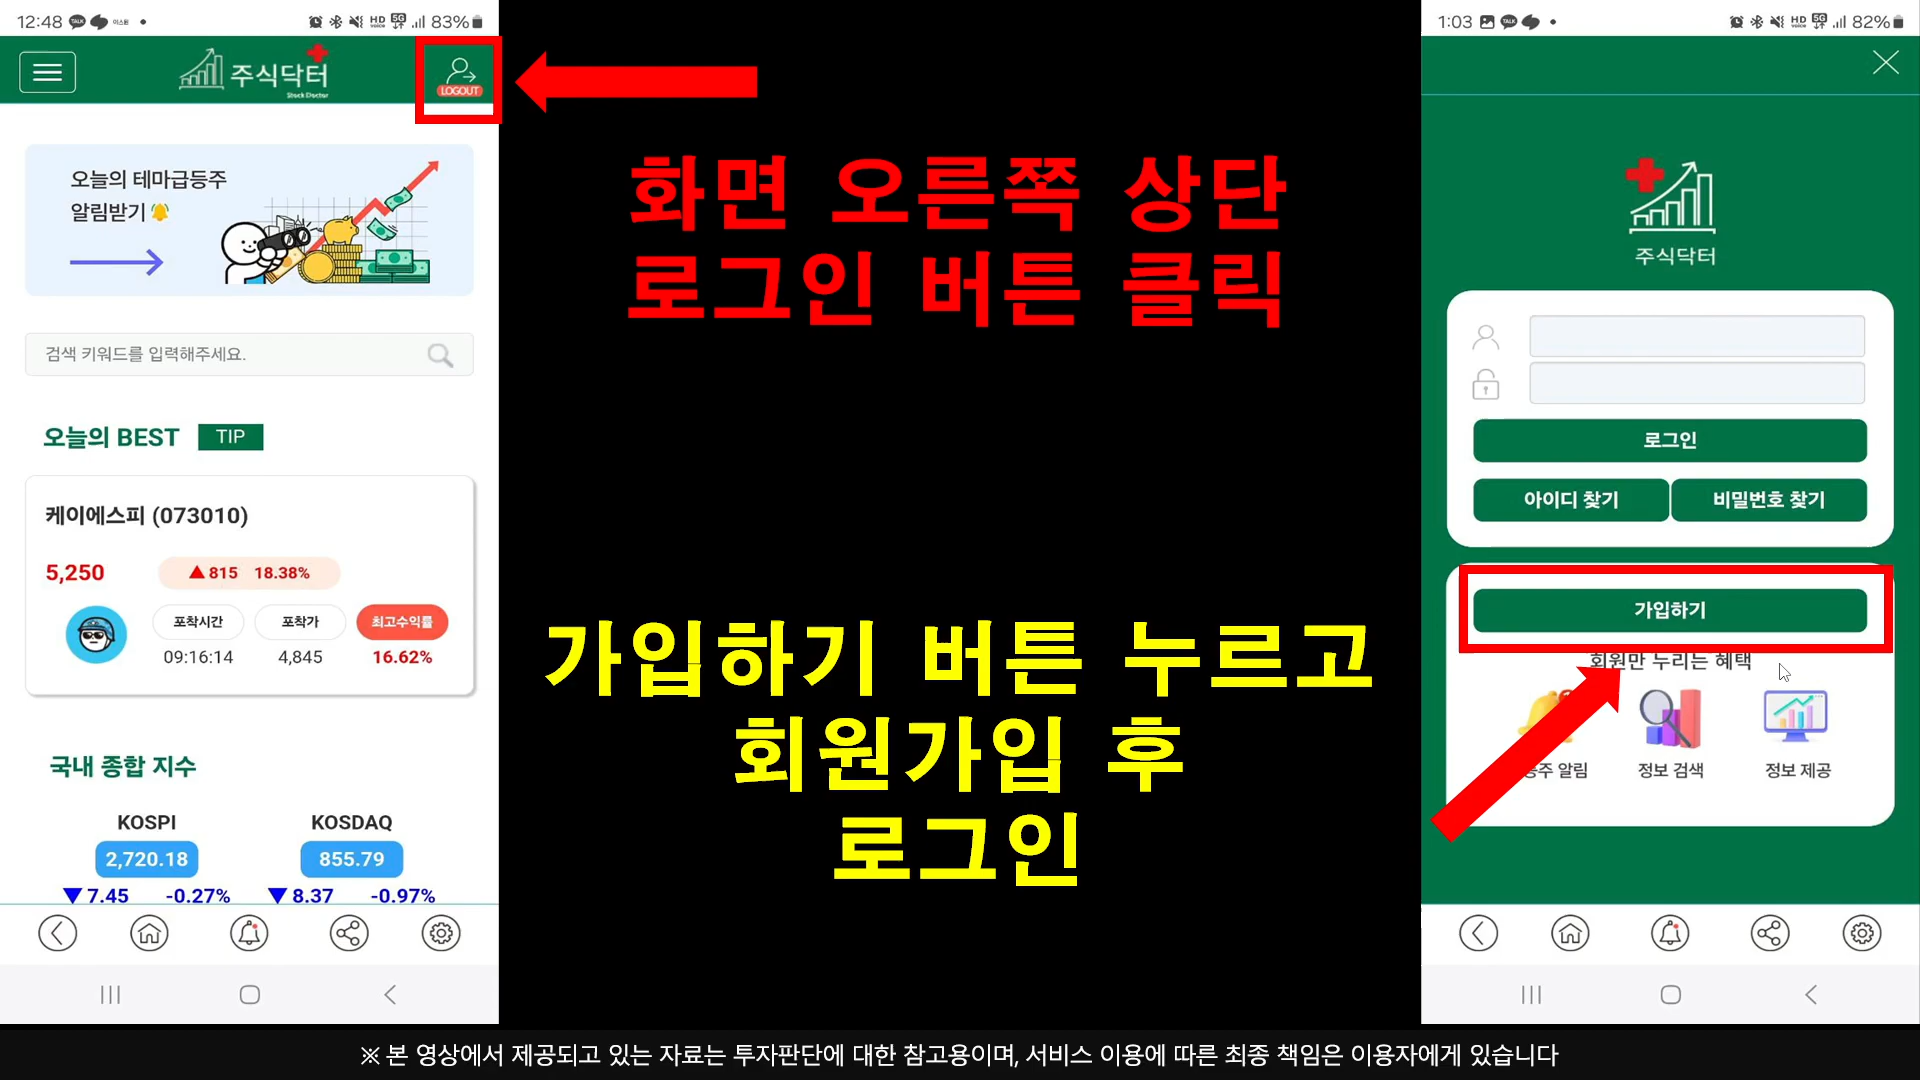 12:48
83%
주식닥터
Stock Doctor
LOGOUT
오늘의 테마급등주
알림받기
검색 키워드를 입력해주세요.
오늘의 BEST TIP
케이에스피 (073010)
5,250 ▲815 18.38%
포착시간 포착가 최고수익률
09:16:14 4,845 16.62%
국내 종합 지수
KOSPI KOSDAQ
2,720.18 855.79
▼7.45 -0.27% ▼8.37 -0.97%
화면 오른쪽 상단
로그인 버튼 클릭
가입하기 버튼 누르고
회원가입 후
로그인
1:03
82%
주식닥터
로그인
아이디 찾기 비밀번호 찾기
가입하기
회원만 누리는 혜택
등주 알림 정보 검색 정보 제공
※ 본 영상에서 제공되고 있는 자료는 투자판단에 대한 참고용이며, 서비스 이용에 따른 최종 책임은 이용자에게 있습니다